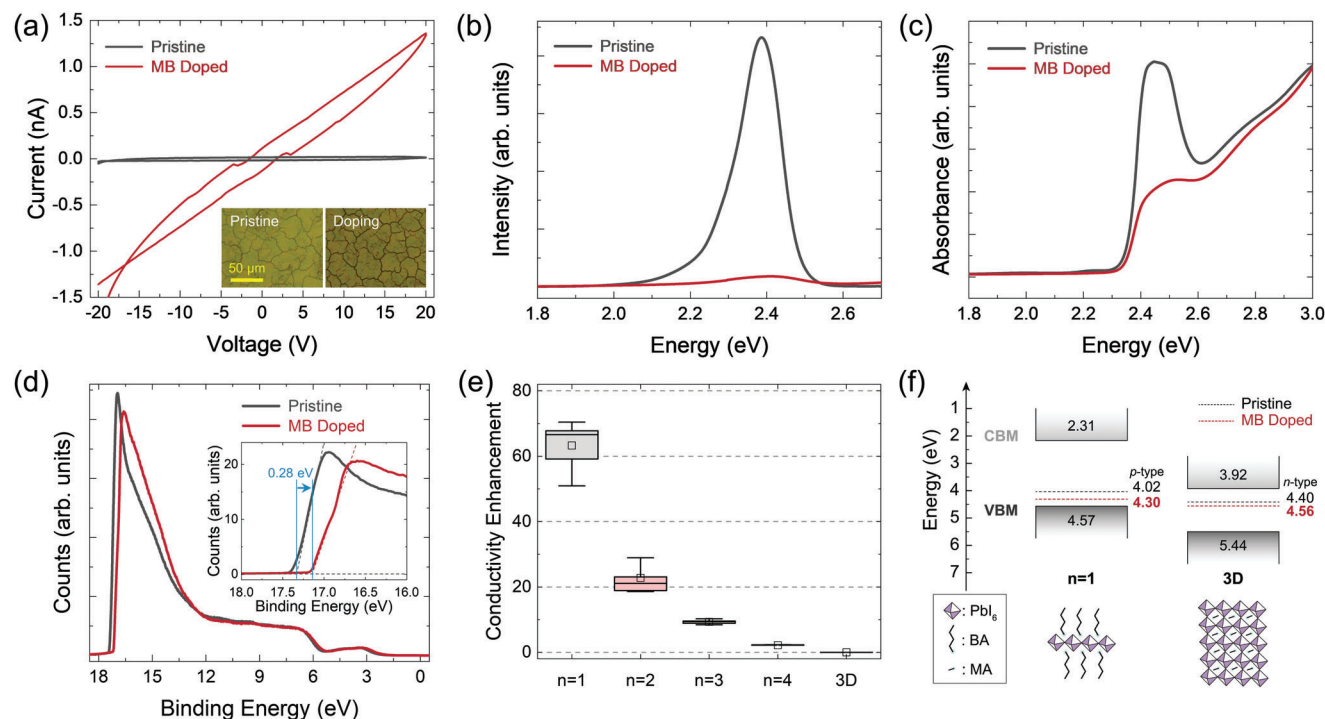 (a)
Pristine
MB Doped
1.5
1.0
0.5
0.0
-0.5
-1.0
-1.5
Current (nA)
-20 -15 -10 -5 0 5 10 15 20
Voltage (V)
Pristine
Doping
50 μm
(b)
Pristine
MB Doped
Intensity (arb. units)
1.8 2.0 2.2 2.4 2.6
Energy (eV)
(c)
Pristine
MB Doped
Absorbance (arb. units)
1.8 2.0 2.2 2.4 2.6 2.8 3.0
Energy (eV)
(d)
Pristine
MB Doped
Counts (arb. units)
18 15 12 9 6 3 0
Binding Energy (eV)
0.28 eV
Counts (arb. units)
20
10
0
17.5 17.0 16.5 16.0
Binding Energy (eV)
(e)
Conductivity Enhancement
80
60
40
20
0
n=1 n=2 n=3 n=4 3D
(f)
Pristine
MB Doped
Energy (eV)
1
2
3
4
5
6
7
CBM
VBM
2.31
p-type
4.02
4.30
4.57
3.92
n-type
4.40
4.56
5.44
n=1
3D
: PbI6
: BA
: MA